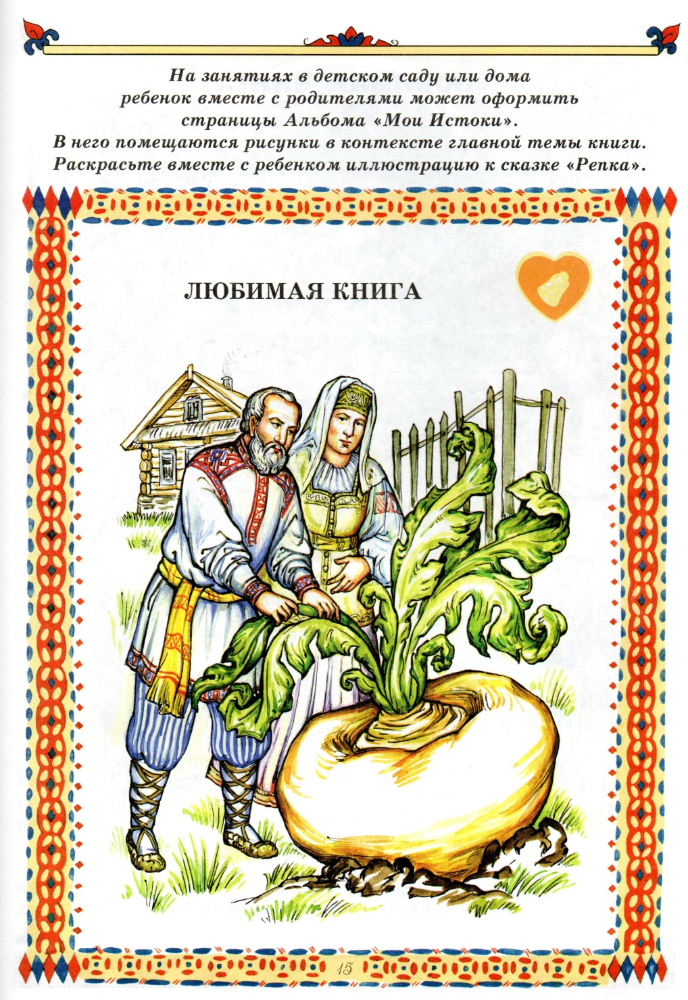 На занятиях в детском саду или дома
ребенок вместе с родителями может оформить
страницы Альбома «Мои Истоки».
В него помещаются рисунки в контексте главной темы книги.
Раскрасьте вместе с ребенком иллюстрацию к сказке «Репка».
ЛЮБИМАЯ КНИГА
15